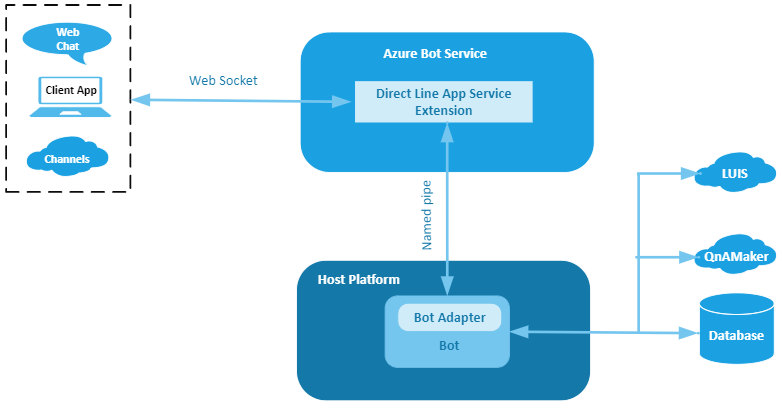 Web
Chat
Client App
Channels
Web Socket
Azure Bot Service
Direct Line App Service
Extension
Named pipe
Host Platform
Bot Adapter
Bot
LUIS
QnAMaker
Database